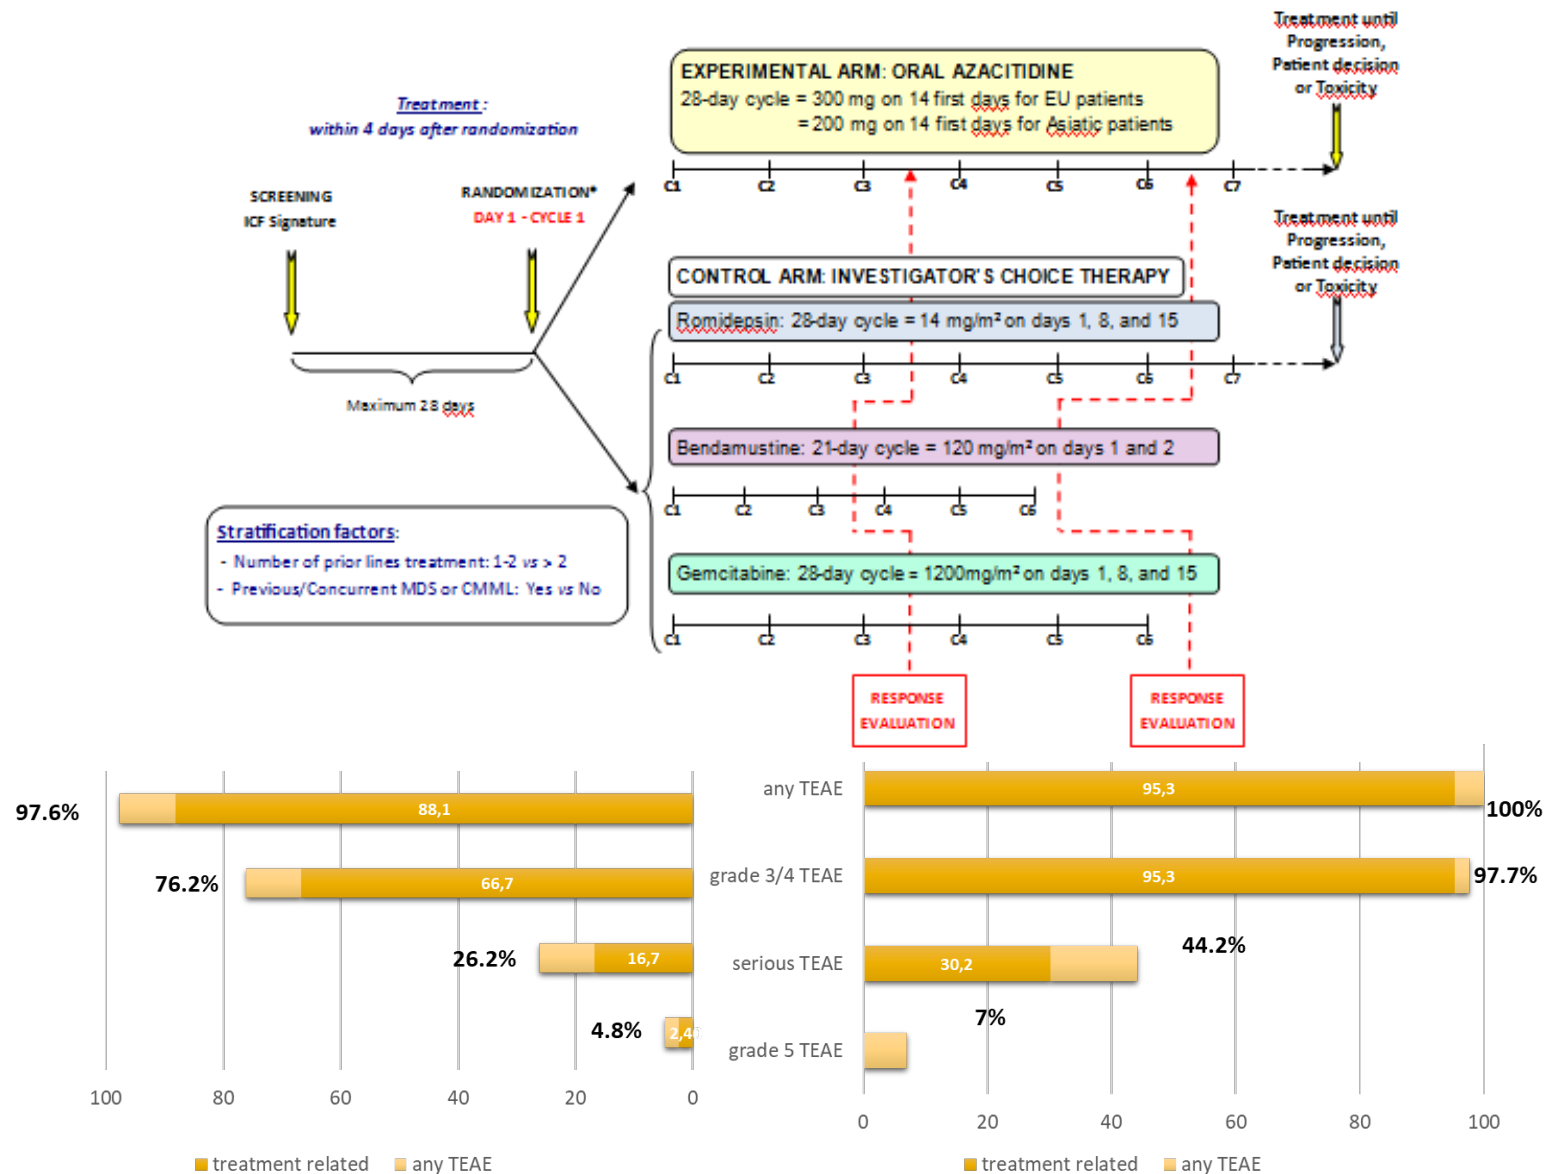 Treatment until
Progression,
Patient decision
or Toxicity
EXPERIMENTAL ARM: ORAL AZACITIDINE
28-day cycle = 300 mg on 14 first days for EU patients
= 200 mg on 14 first days for Asiatic patients
Treatment :
within 4 days after randomization
C1 C2 C3 C4 C5 C6 C7
SCREENING
ICF Signature
RANDOMIZATION*
DAY 1 - CYCLE 1
Treatment until
Progression,
Patient decision
or Toxicity
CONTROL ARM: INVESTIGATOR'S CHOICE THERAPY
Romidepsin: 28-day cycle = 14 mg/m² on days 1, 8, and 15
C1 C2 C3 C4 C5 C6 C7
Maximum 28 days
Bendamustine: 21-day cycle = 120 mg/m² on days 1 and 2
C1 C2 C3 C4 C5 C6
Stratification factors:
- Number of prior lines treatment: 1-2 vs > 2
- Previous/Concurrent MDS or CMML: Yes vs No
Gemcitabine: 28-day cycle = 1200mg/m² on days 1, 8, and 15
C1 C2 C3 C4 C5 C6
RESPONSE
EVALUATION
RESPONSE
EVALUATION
97.6%
88,1
76.2%
66,7
26.2%
16,7
4.8%
100 80 60 40 20 0
treatment related any TEAE
any TEAE
95,3
100%
grade 3/4 TEAE
95,3
97.7%
serious TEAE
30,2
44.2%
7%
grade 5 TEAE
0 20 40 60 80 100
treatment related any TEAE